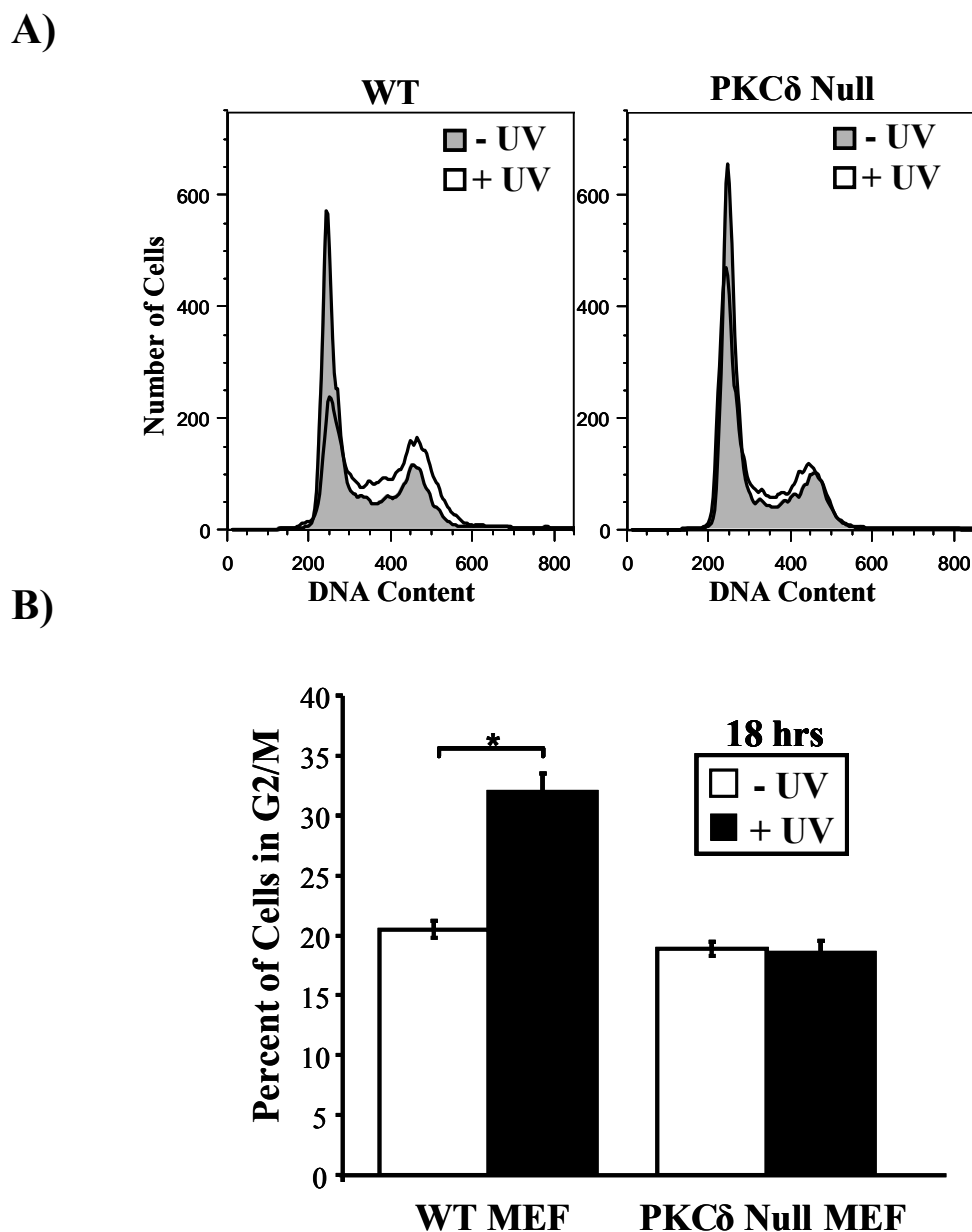 A)
WT
PKCδ Null
- UV
+ UV
- UV
+ UV
Number of Cells
600
400
200
0
0
200
400
600
800
DNA Content
600
400
200
0
0
200
400
600
800
DNA Content
B)
Percent of Cells in G2/M
40
35
30
25
20
15
10
5
0
*
18 hrs
- UV
+ UV
WT MEF
PKCδ Null MEF